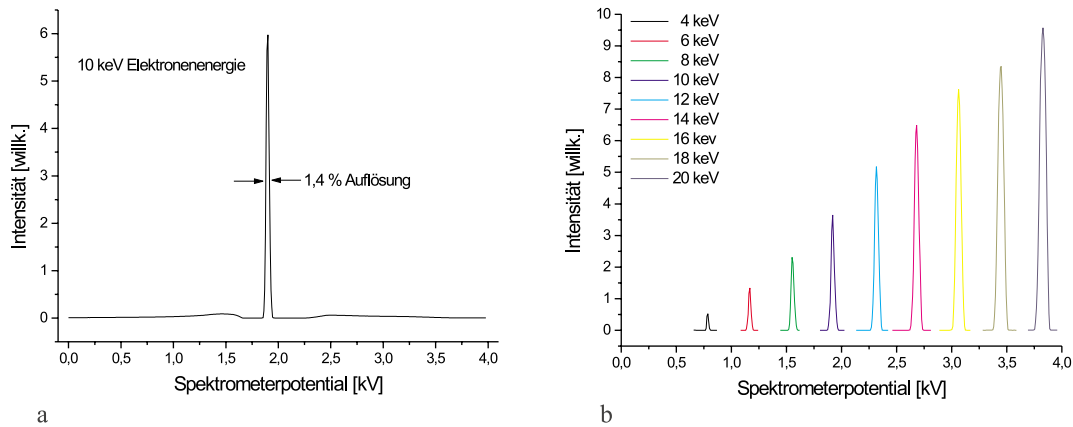 6
5
4
3
2
1
0
Intensität [willk.]
10 keV Elektronenenergie
1,4 % Auflösung
0,0 0,5 1,0 1,5 2,0 2,5 3,0 3,5 4,0
Spektrometerpotential [kV]
a
10
9
8
7
6
5
4
3
2
1
0
Intensität [willk.]
4 keV
6 keV
8 keV
10 keV
12 keV
14 keV
16 kev
18 keV
20 keV
0,0 0,5 1,0 1,5 2,0 2,5 3,0 3,5 4,0
Spektrometerpotential [kV]
b